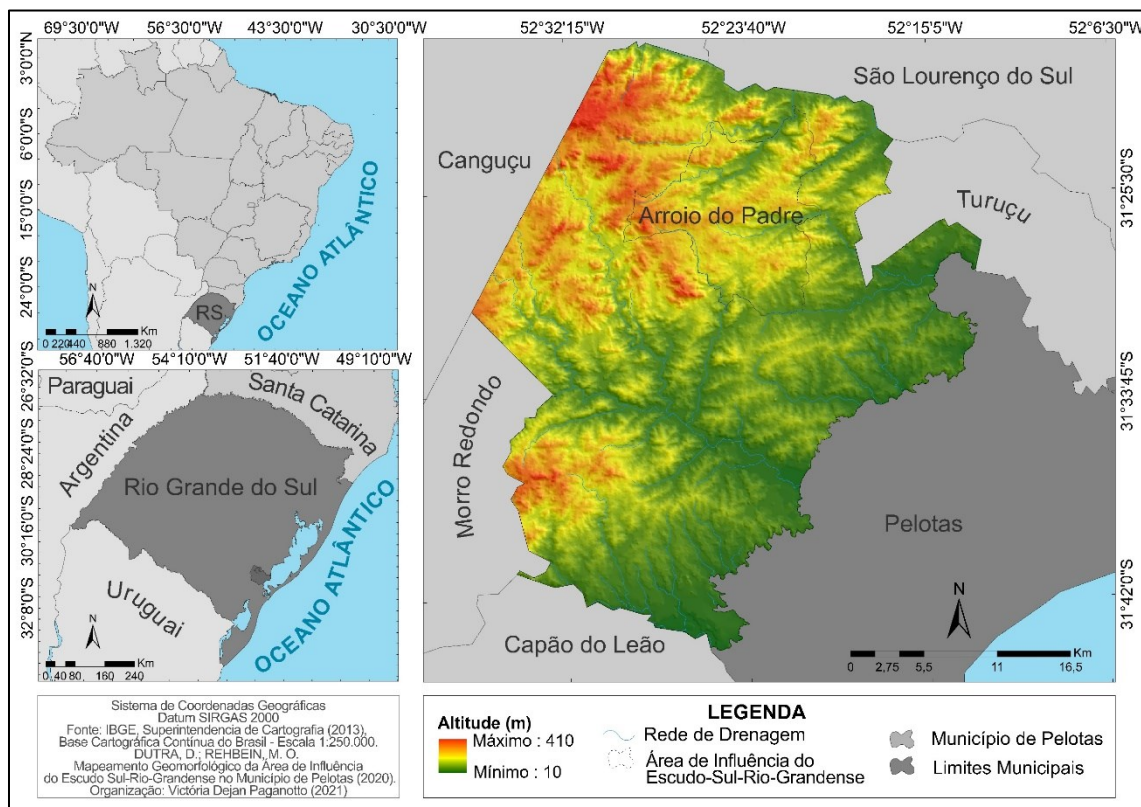 69°30'0"W 56°30'0"W 43°30'0"W 30°30'0"W
3°0'0"N
6°0'0"S
15°0'0"S
24°0'0"S
OCEANO ATLÂNTICO
RS
N
Km
0 220 440 880 1.320
56°40'0"W 54°10'0"W 51°40'0"W 49°10'0"W
26°32'0"S
28°24'0"S
30°16'0"S
32°8'0"S
Paraguai
Santa Catarina
Argentina
Rio Grande do Sul
Uruguai
OCEANO ATLÂNTICO
N
Km
0 40 80 160 240
52°32'15"W 52°23'4"W 52°15'5"W 52°6'30"W
31°25'30"S
31°33'45"S
31°42'0"S
São Lourenço do Sul
Canguçu
Turuçu
Arroio do Padre
Morro Redondo
Pelotas
Capão do Leão
N
Km
0 2,75 5,5 11 16,5
Sistema de Coordenadas Geográficas
Datum SIRGAS 2000
Fonte: IBGE, Superintendencia de Cartografia (2013),
Base Cartográfica Contínua do Brasil - Escala 1:250.000.
DUTRA, D.; REHBEIN, M. O.
Mapeamento Geomorfológico da Área de Influência
do Escudo Sul-Rio-Grandense no Município de Pelotas (2020).
Organização: Victória Dejan Paganotto (2021)
LEGENDA
Altitude (m)
Máximo : 410
Mínimo : 10
Rede de Drenagem
Área de Influência do
Escudo-Sul-Rio-Grandense
Município de Pelotas
Limites Municipais